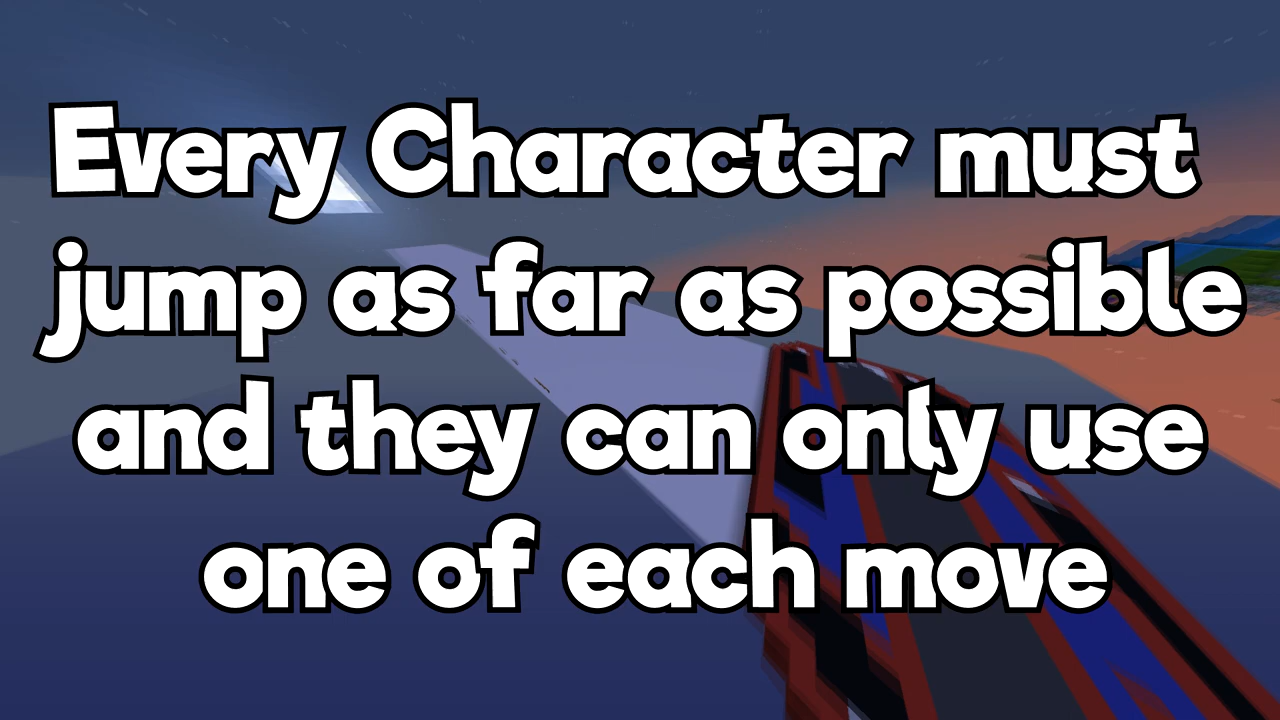 Every Character must
jump as far as possible
and they can only use
one of each move